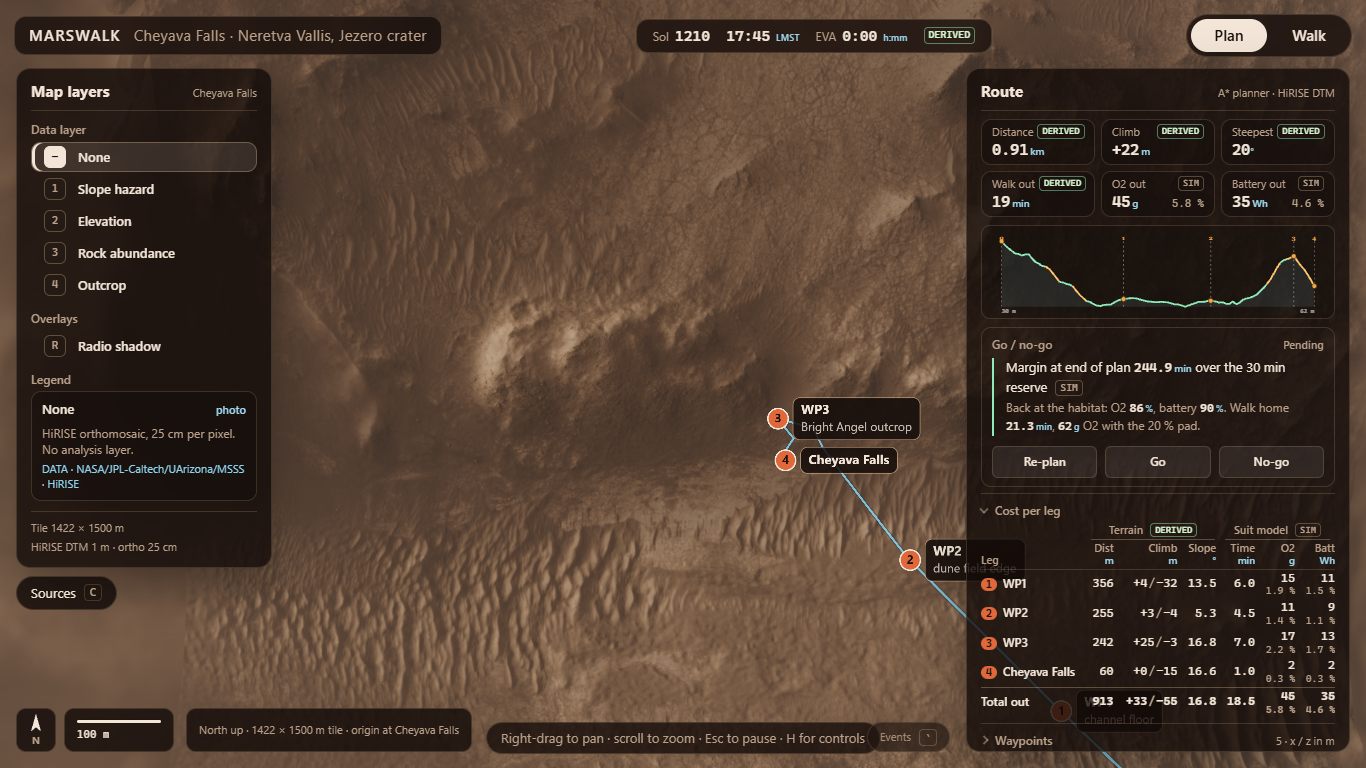 MARSWALK Cheyava Falls · Neretva Vallis, Jezero crater
Sol 1210 17:45 LMST EVA 0:00 h:mm DERIVED
Plan Walk
Map layers Cheyava Falls
Data layer
– None
1 Slope hazard
2 Elevation
3 Rock abundance
4 Outcrop
Overlays
R Radio shadow
Legend
None photo
HiRISE orthomosaic, 25 cm per pixel.
No analysis layer.
DATA · NASA/JPL-Caltech/UArizona/MSSS
· HiRISE
Tile 1422 × 1500 m
HiRISE DTM 1 m · ortho 25 cm
Sources C
N
100 m
North up · 1422 × 1500 m tile · origin at Cheyava Falls
Right-drag to pan · scroll to zoom · Esc to pause · H for controls
Events `
3 WP3
Bright Angel outcrop
4 Cheyava Falls
2 WP2
dune field edge
1
channel floor
Route A* planner · HiRISE DTM
Distance DERIVED
0.91 km
Climb DERIVED
+22 m
Steepest DERIVED
20°
Walk out DERIVED
19 min
O2 out SIM
45 g 5.8 %
Battery out SIM
35 Wh 4.6 %
1 2 3 4
30 m 62 m
Go / no-go Pending
Margin at end of plan 244.9 min over the 30 min
reserve SIM
Back at the habitat: O2 86 %, battery 90 %. Walk home
21.3 min, 62 g O2 with the 20 % pad.
Re-plan Go No-go
Cost per leg
Terrain DERIVED Suit model SIM
Leg Dist Climb Slope Time O2 Batt
m m ° min g Wh
1 WP1 356 +4/−32 13.5 6.0 15 11
1.9 % 1.5 %
2 WP2 255 +3/−4 5.3 4.5 11 9
1.4 % 1.1 %
3 WP3 242 +25/−3 16.8 7.0 17 13
2.2 % 1.7 %
4 Cheyava Falls 60 +0/−15 16.6 1.0 2 2
0.3 % 0.3 %
Total out 913 +33/−55 16.8 18.5 45 35
5.8 % 4.6 %
Waypoints 5 · x / z in m